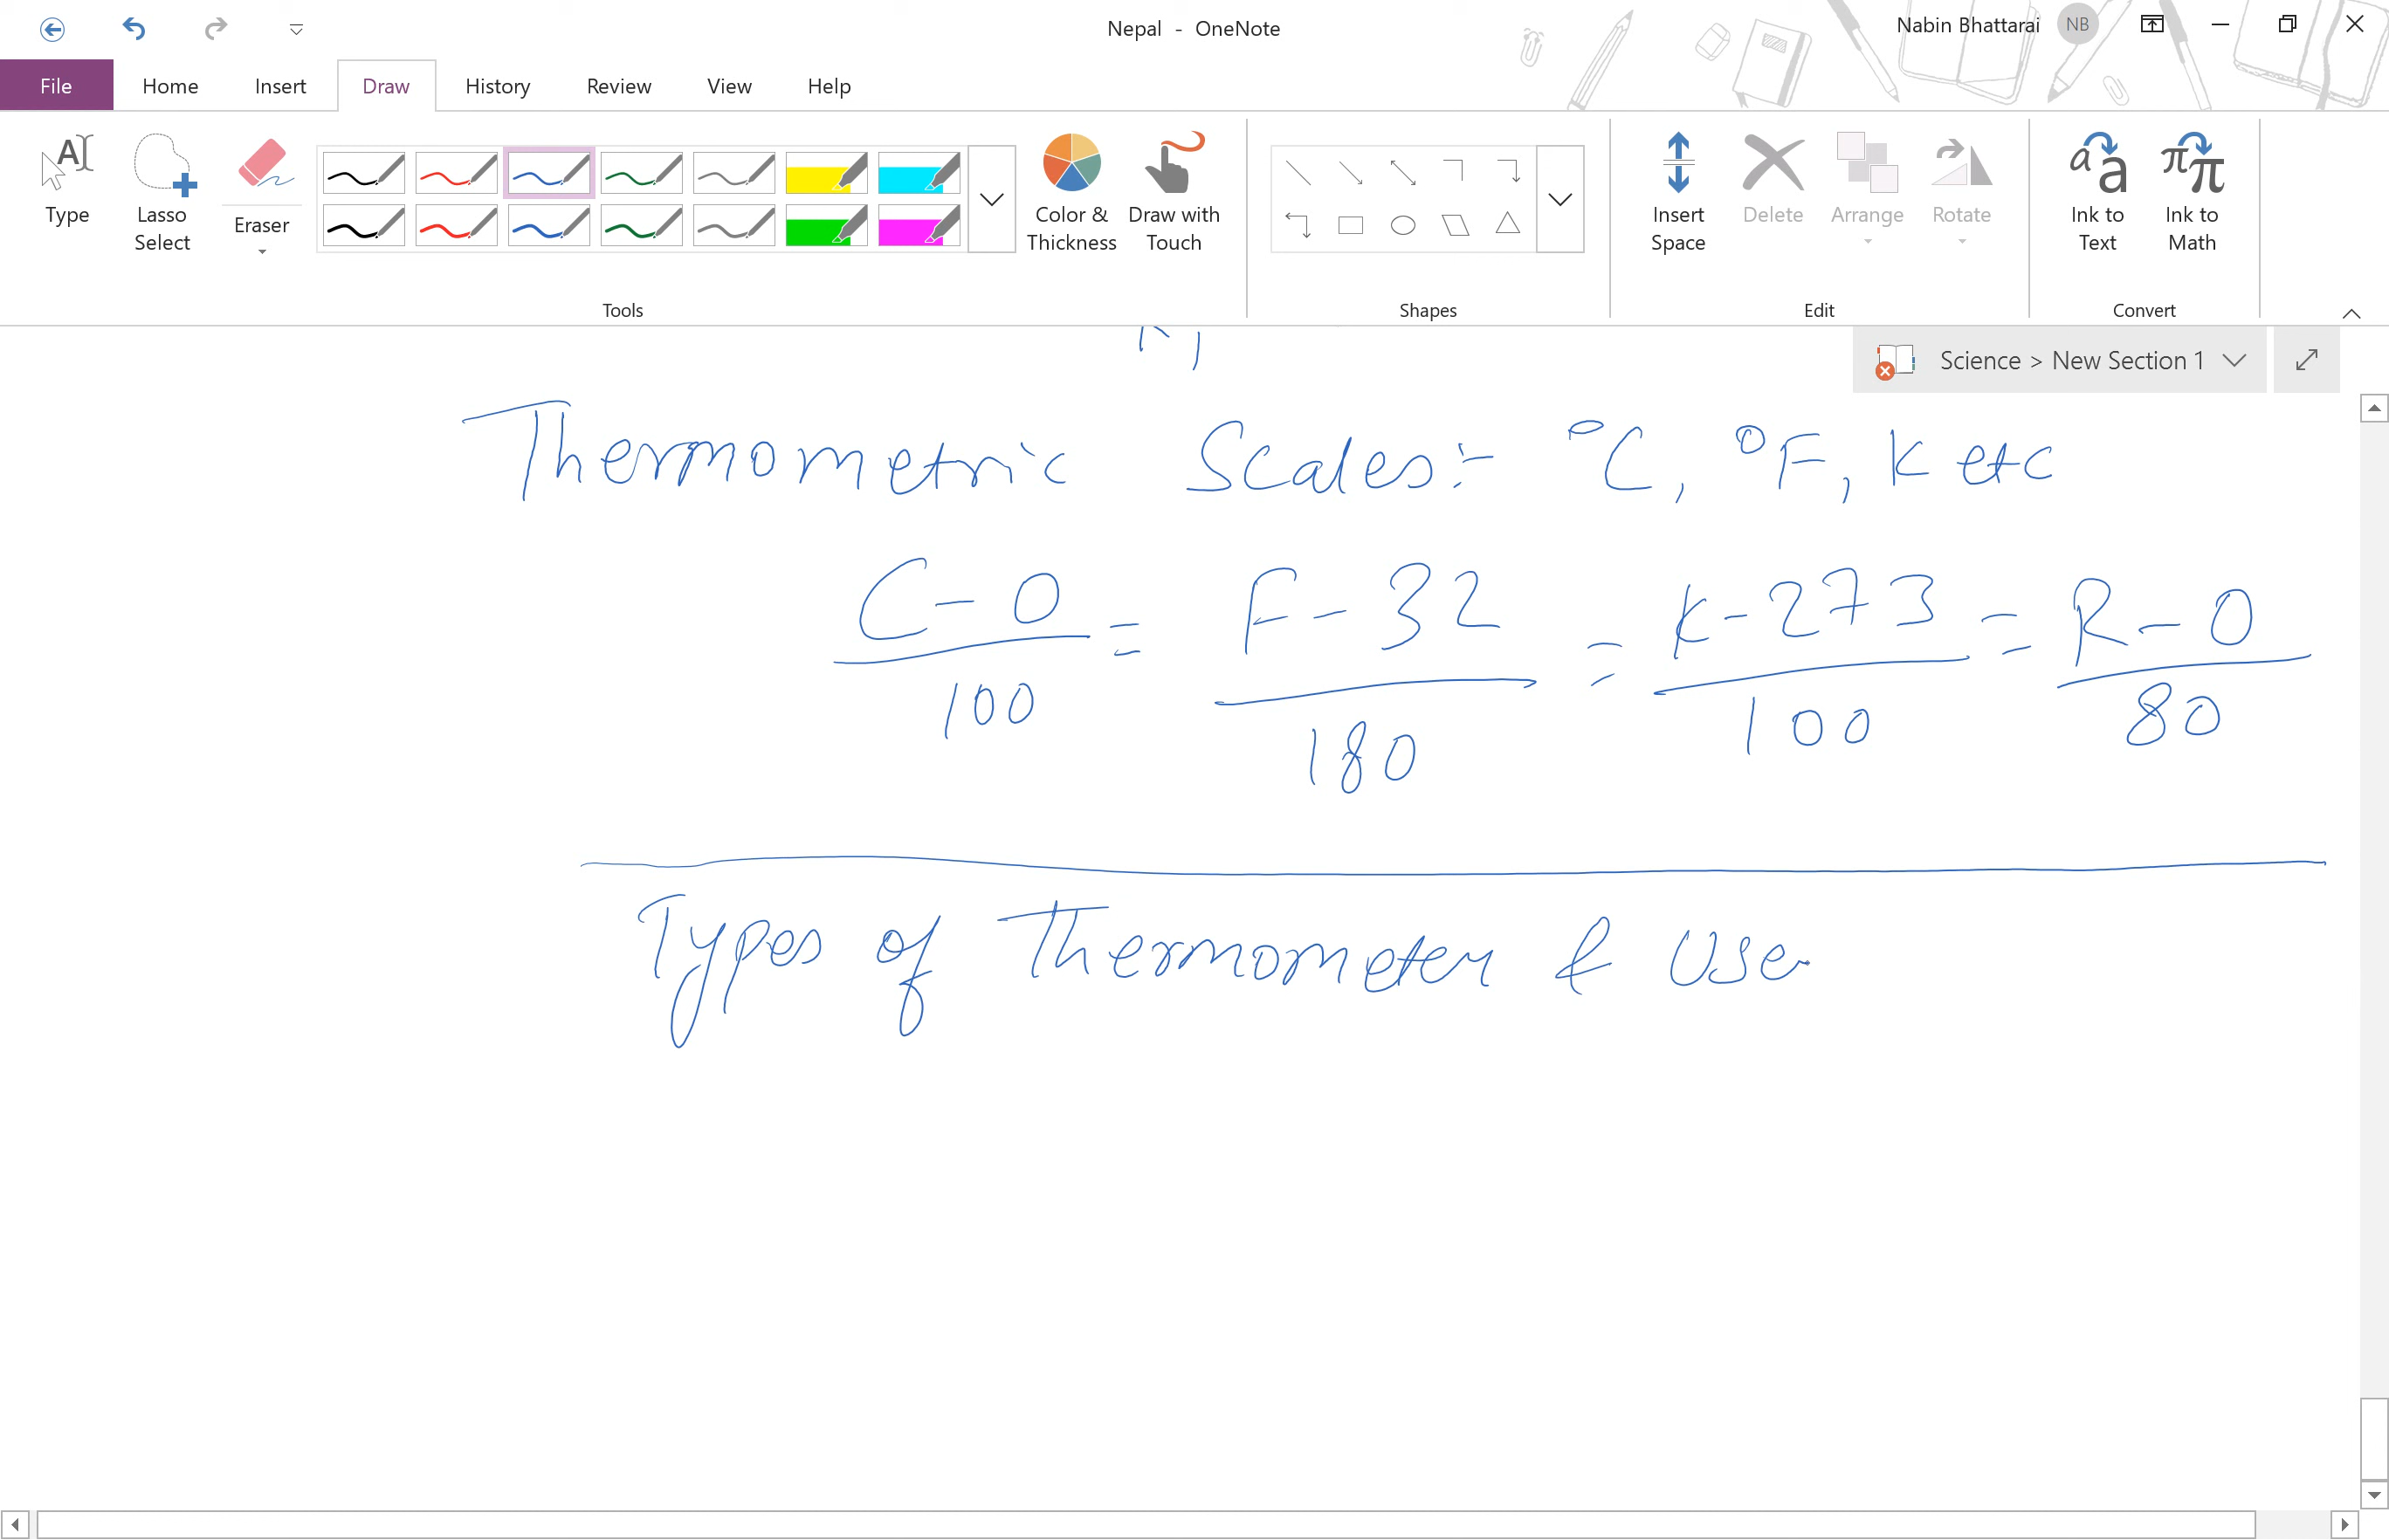 Nepal - OneNote
Nabin Bhattarai NB
File Home Insert Draw History Review View Help
Type
Lasso Select
Eraser
Color & Thickness
Draw with Touch
Insert Space
Delete
Arrange
Rotate
Ink to Text
Ink to Math
Tools Shapes Edit Convert
Science > New Section 1
Thermometric Scales:- °C, °F, K etc
C-0/100 = F-32/180 = K-273/100 = R-0/80
Types of Thermometer & Use